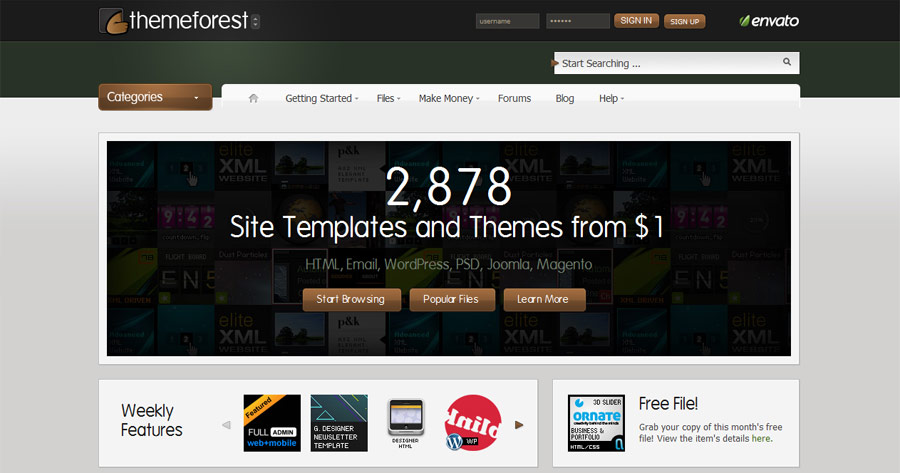 themeforest
username
••••••
SIGN IN
SIGN UP
envato
Start Searching ...
Categories
Getting Started
Files
Make Money
Forums
Blog
Help
2,878
Site Templates and Themes from $1
HTML, Email, WordPress, PSD, Joomla, Magento
Start Browsing
Popular Files
Learn More
elite
XML
WEBSITE
p&k
Weekly
Features
Featured
FULL ADMIN
web+mobile
G. DESIGNER
NEWSLETTER
TEMPLATE
DESIGNER
HTML
WP
3D SLIDER
ORNATE
BUSINESS &
PORTFOLIO
HTML/CSS
Free File!
Grab your copy of this month's free
file! View the item's details here.